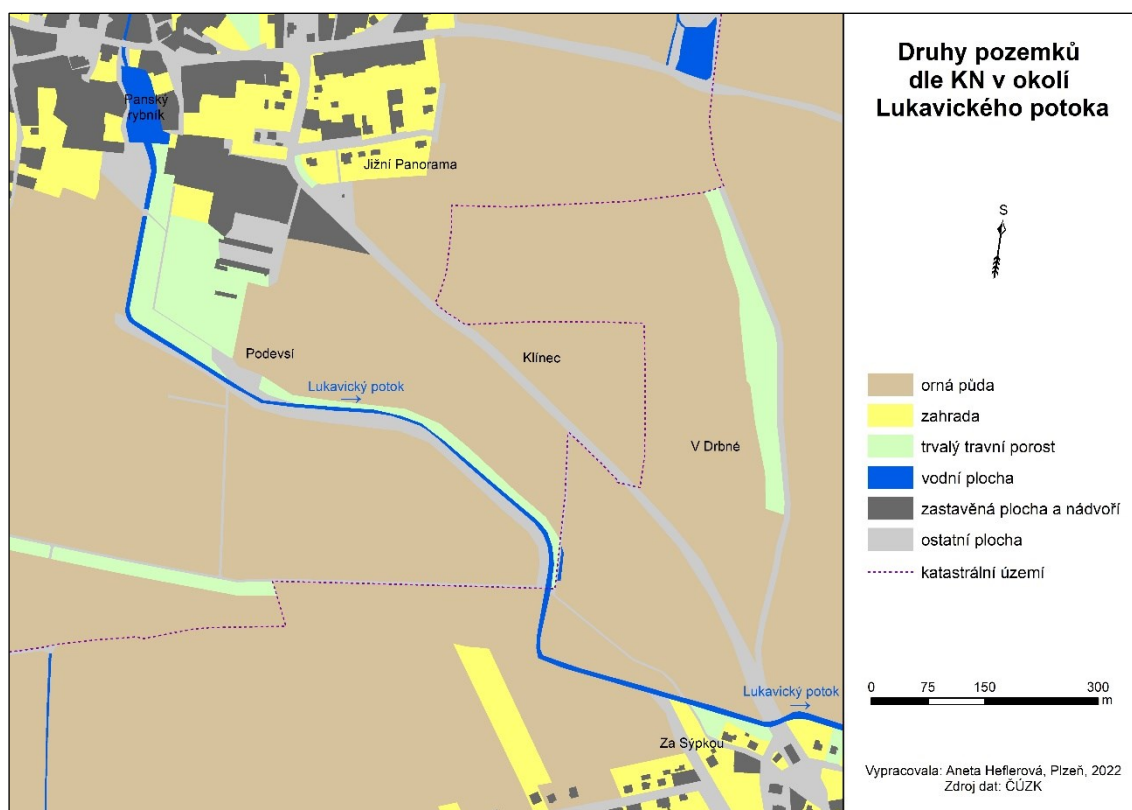 Druhy pozemků
dle KN v okolí
Lukavického potoka
S
orná půda
zahrada
trvalý travní porost
vodní plocha
zastavěná plocha a nádvoří
ostatní plocha
katastrální území
0 75 150 300
m
Vypracovala: Aneta Heflerová, Plzeň, 2022
Zdroj dat: ČÚZK
Panský
rybník
Jižní Panorama
Podevsí
Klínec
Lukavický potok
V Drbné
Lukavický potok
Za Sýpkou